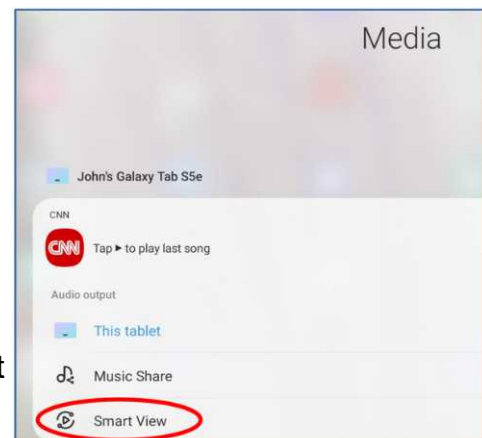 Media
John's Galaxy Tab S5e
CNN
CNN
Tap ► to play last song
Audio output
This tablet
t
Music Share
Smart View